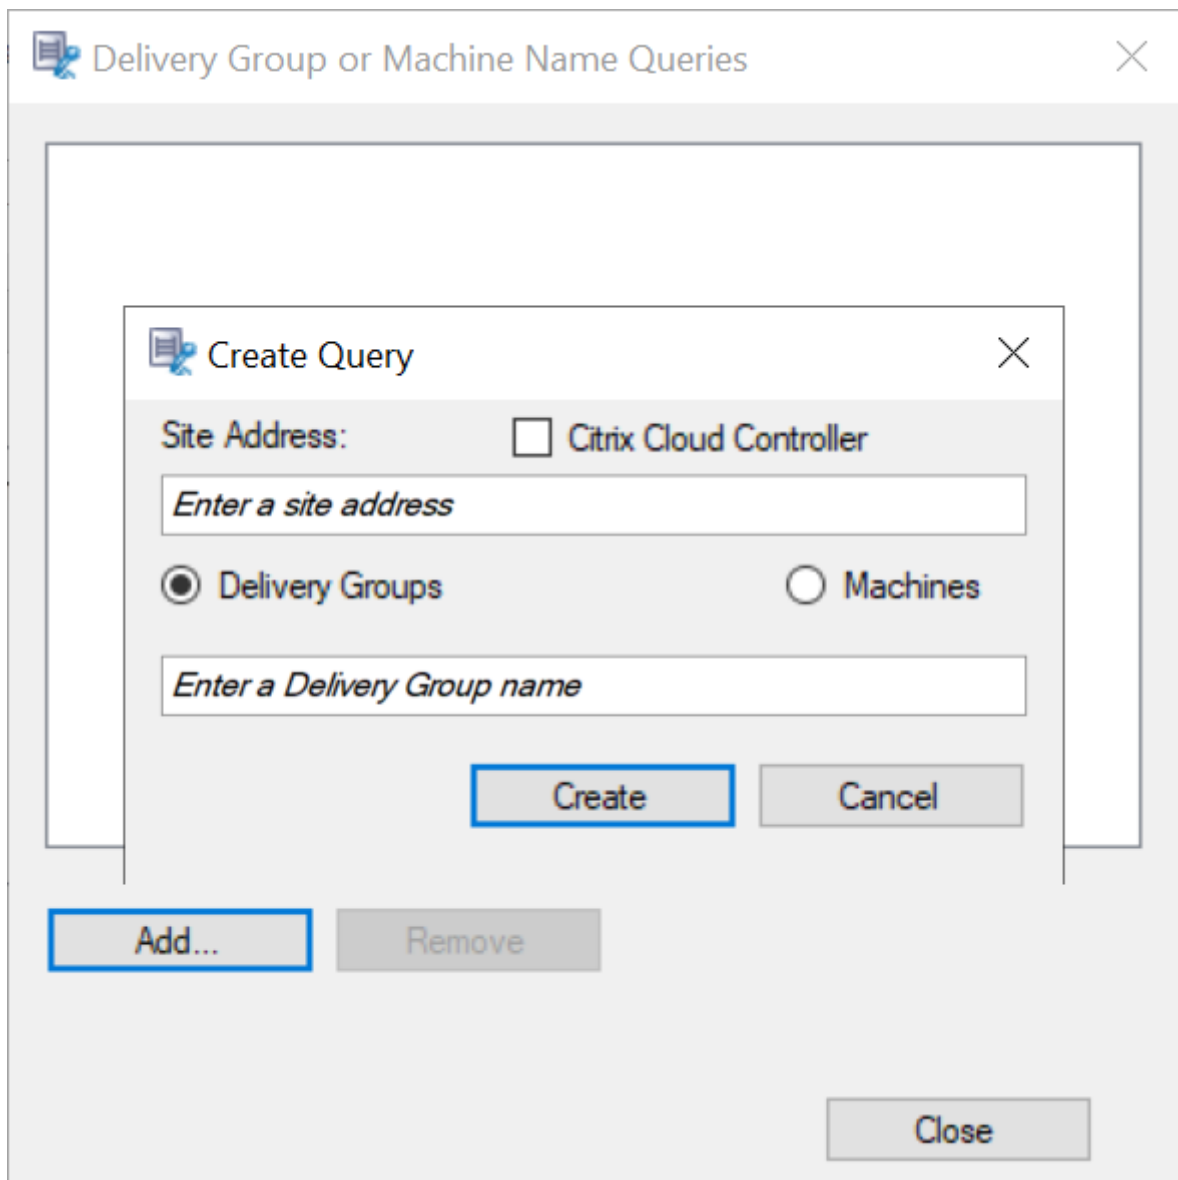 Delivery Group or Machine Name Queries
Create Query
Site Address: Citrix Cloud Controller
Enter a site address
Delivery Groups Machines
Enter a Delivery Group name
Create Cancel
Add... Remove
Close